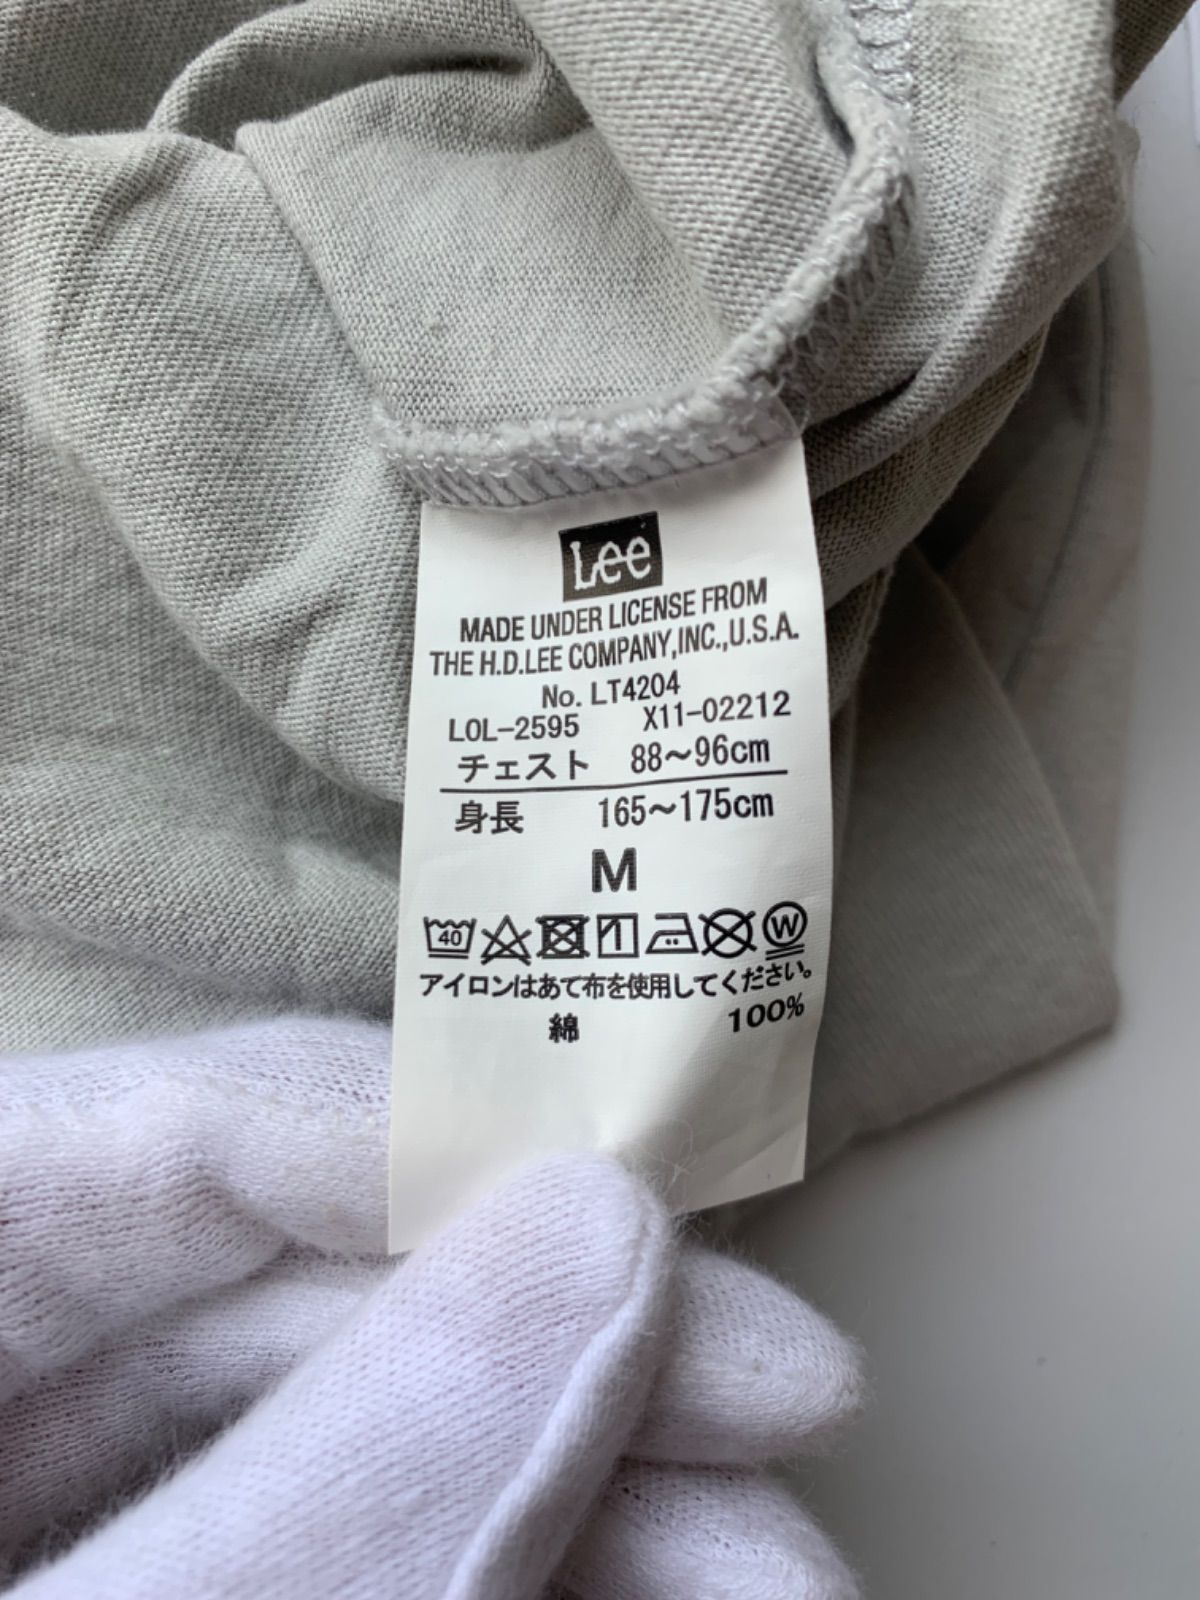 Lee
MADE UNDER LICENSE FROM
THE H.D.LEE COMPANY,INC.,U.S.A.
No. LT4204
LOL-2595 X11-02212
チェスト 88～96cm
身長 165～175cm
M
40 W
アイロンはあて布を使用してください。
綿 100%